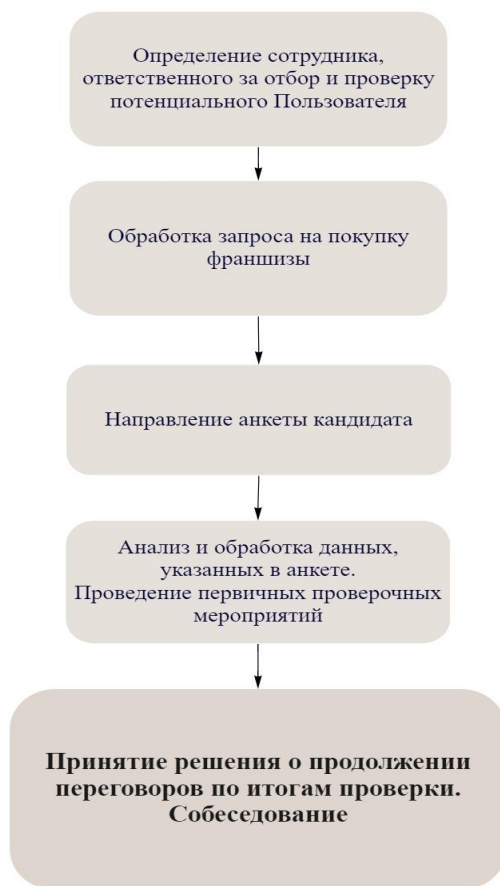 Определение сотрудника,
ответственного за отбор и проверку
потенциального Пользователя
Обработка запроса на покупку
франшизы
Направление анкеты кандидата
Анализ и обработка данных,
указанных в анкете.
Проведение первичных проверочных
мероприятий
Принятие решения о продолжении
переговоров по итогам проверки.
Собеседование